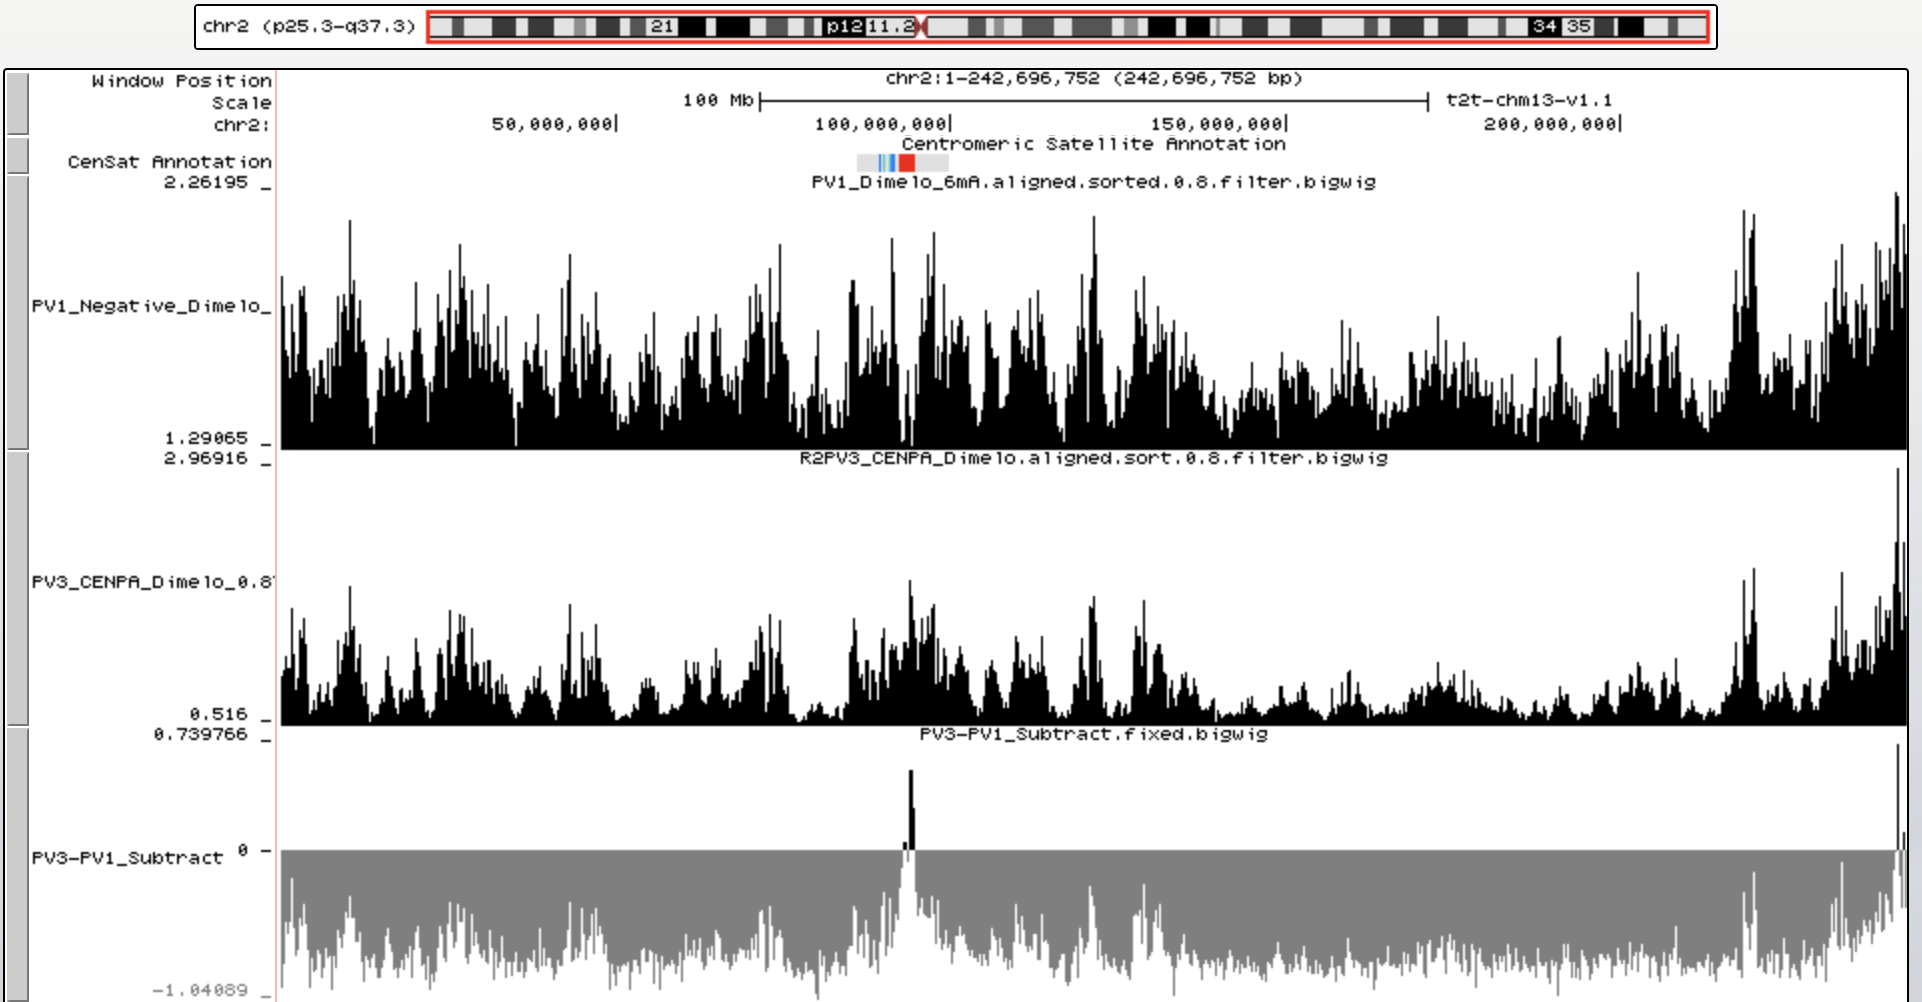 chr2 (p25.3-q37.3) 21 p12 11.2 34 35
Window Position chr2:1-242,696,752 (242,696,752 bp)
Scale 100 Mb t2t-chm13-v1.1
chr2: 50,000,000 100,000,000 150,000,000 200,000,000
Centromeric Satellite Annotation
CenSat Annotation
2.26195 _ PV1_Dimelo_6mA.aligned.sorted.0.8.filter.bigwig
PV1_Negative_Dimelo_
1.29065 _
2.96916 _ R2PV3_CENPA_Dimelo.aligned.sort.0.8.filter.bigwig
PV3_CENPA_Dimelo_0.8
0.516 _
0.739766 _ PV3-PV1_Subtract.fixed.bigwig
PV3-PV1_Subtract 0 -
-1.04089 _